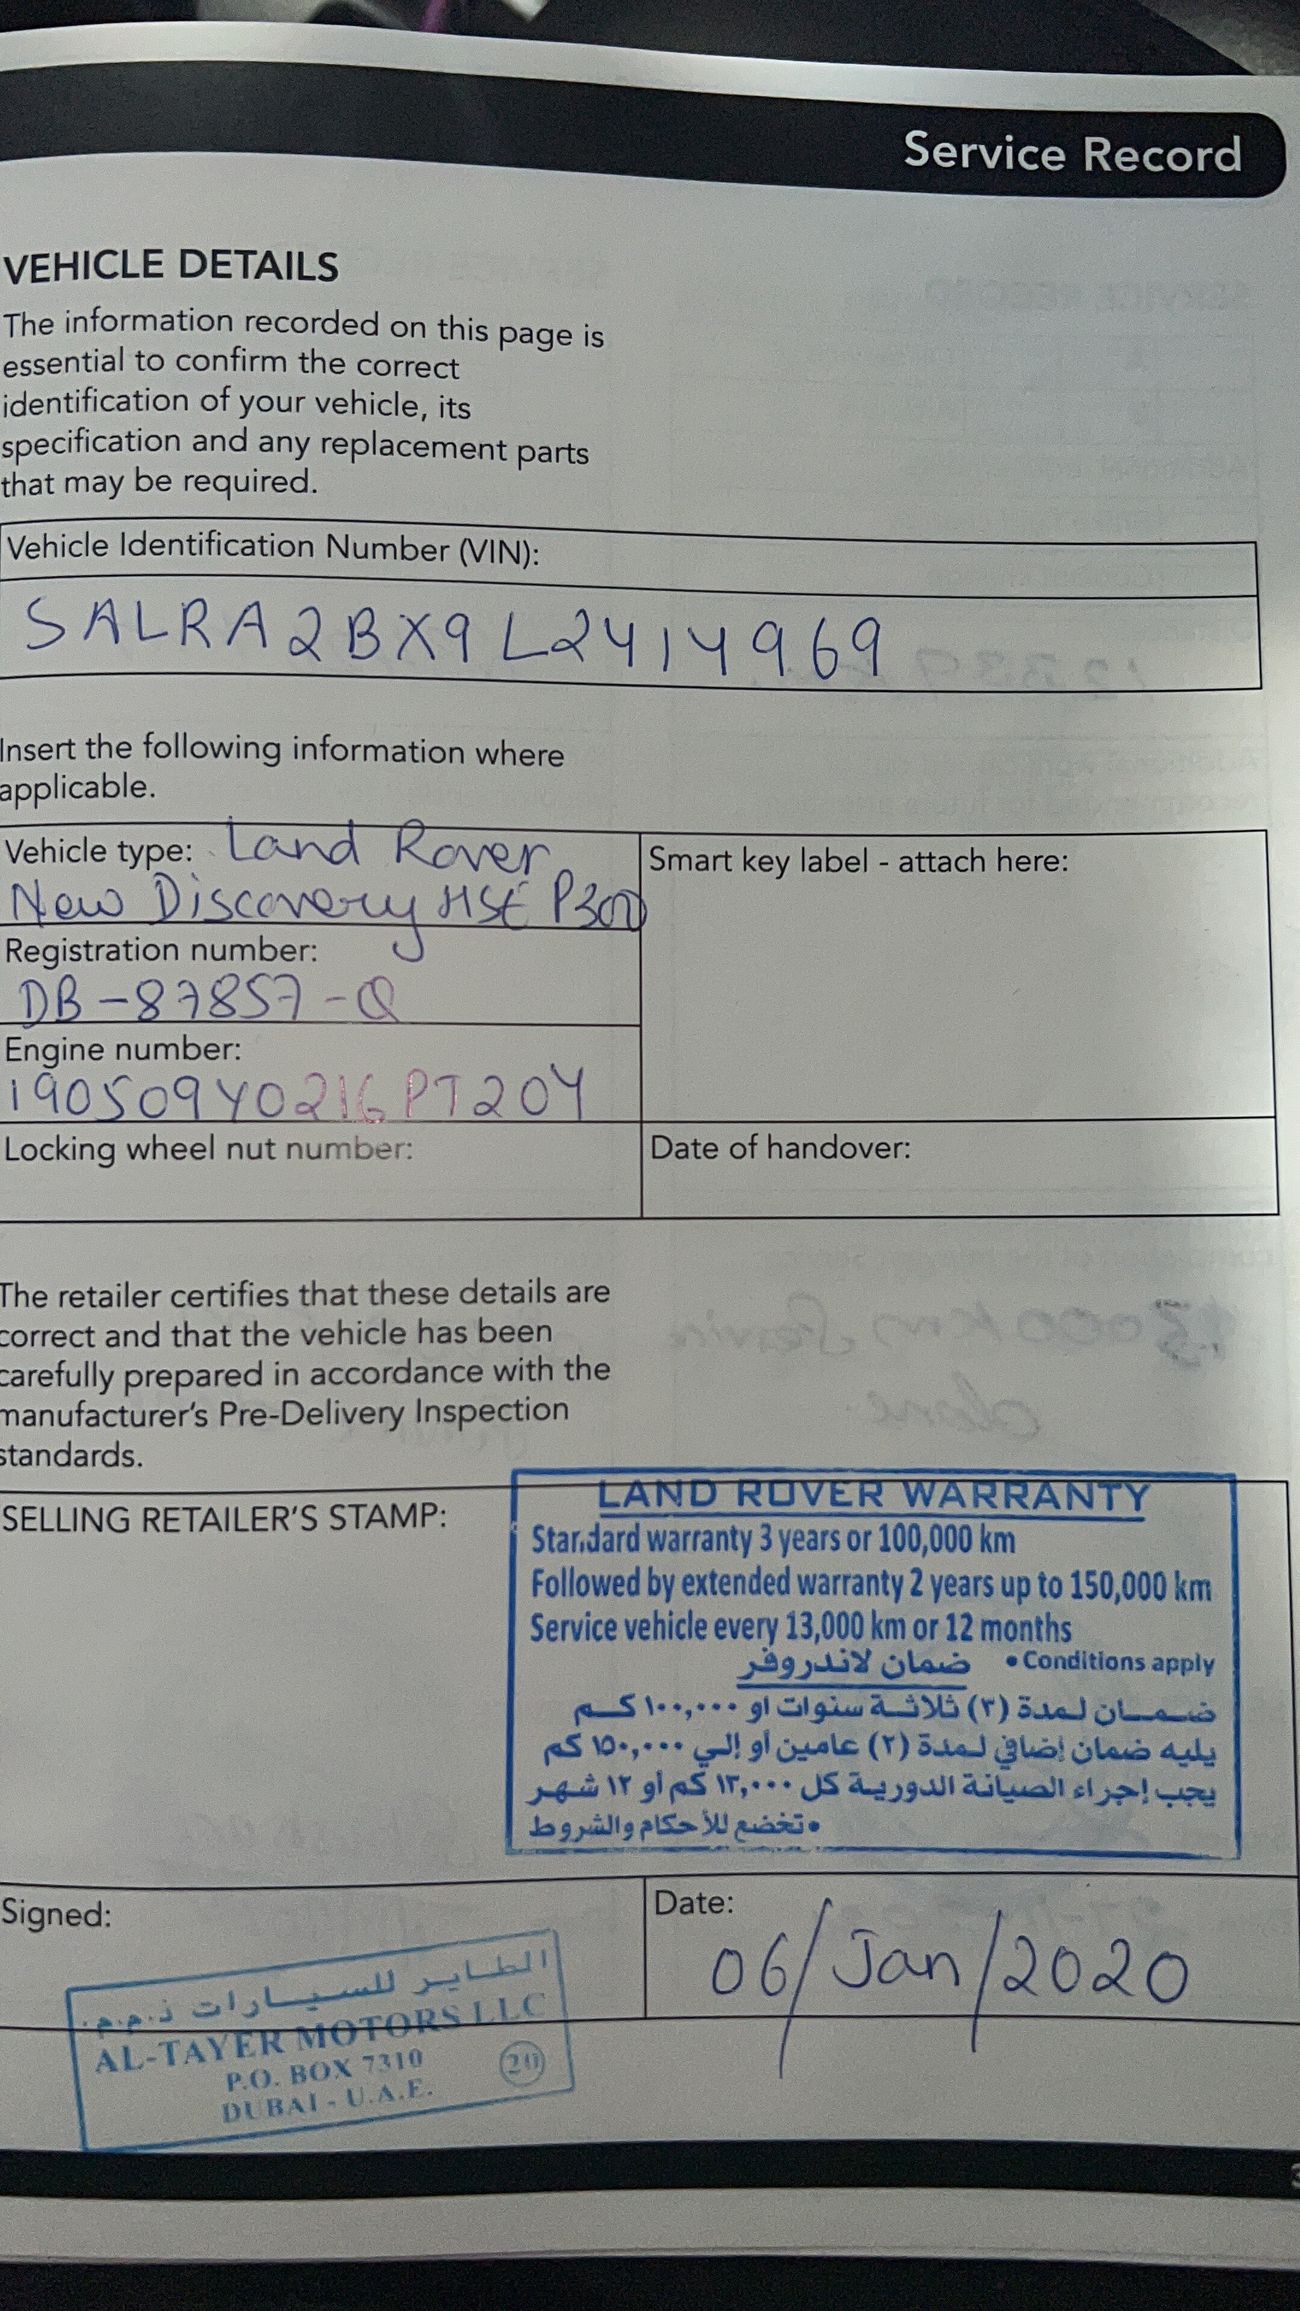 Service Record
VEHICLE DETAILS
The information recorded on this page is
essential to confirm the correct
identification of your vehicle, its
specification and any replacement parts
that may be required.
Vehicle Identification Number (VIN):
SALRA2BX9L2414969
Insert the following information where
applicable.
Vehicle type: Land Rover
New Discovery HSE P300
Smart key label - attach here:
Registration number:
DB-87857-Q
Engine number:
190509Y0216PT204
Locking wheel nut number:
Date of handover:
The retailer certifies that these details are
correct and that the vehicle has been
carefully prepared in accordance with the
manufacturer's Pre-Delivery Inspection
standards.
SELLING RETAILER'S STAMP:
LAND ROVER WARRANTY
Standard warranty 3 years or 100,000 km
Followed by extended warranty 2 years up to 150,000 km
Service vehicle every 13,000 km or 12 months
ضمان لاندروفر • Conditions apply
ضمان لمدة (٣) ثلاثة سنوات او ١٠٠,٠٠٠ كم
يليه ضمان إضافي لمدة (٢) عامين أو إلي ١٥٠,٠٠٠ كم
يجب إجراء الصيانة الدورية كل ١٣,٠٠٠ كم أو ١٢ شهر
•تخضع للأحكام والشروط
Signed:
Date:
06/Jan/2020
الطاير للسيارات ذ.م.م.
AL-TAYER MOTORS LLC
P.O. BOX 7310
DUBAI - U.A.E.
20